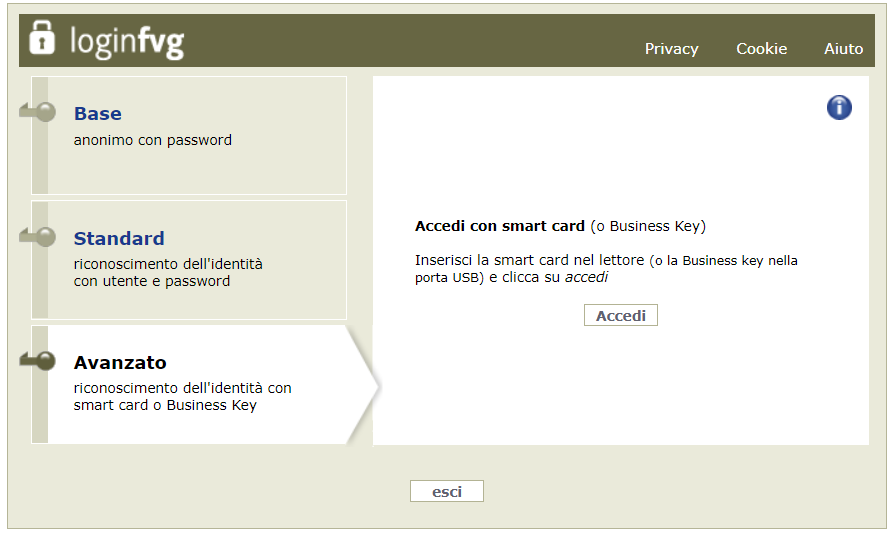 loginfvg
Privacy Cookie Aiuto
Base
anonimo con password
Standard
riconoscimento dell'identità
con utente e password
Avanzato
riconoscimento dell'identità con
smart card o Business Key
i
Accedi con smart card (o Business Key)
Inserisci la smart card nel lettore (o la Business key nella
porta USB) e clicca su accedi
Accedi
esci